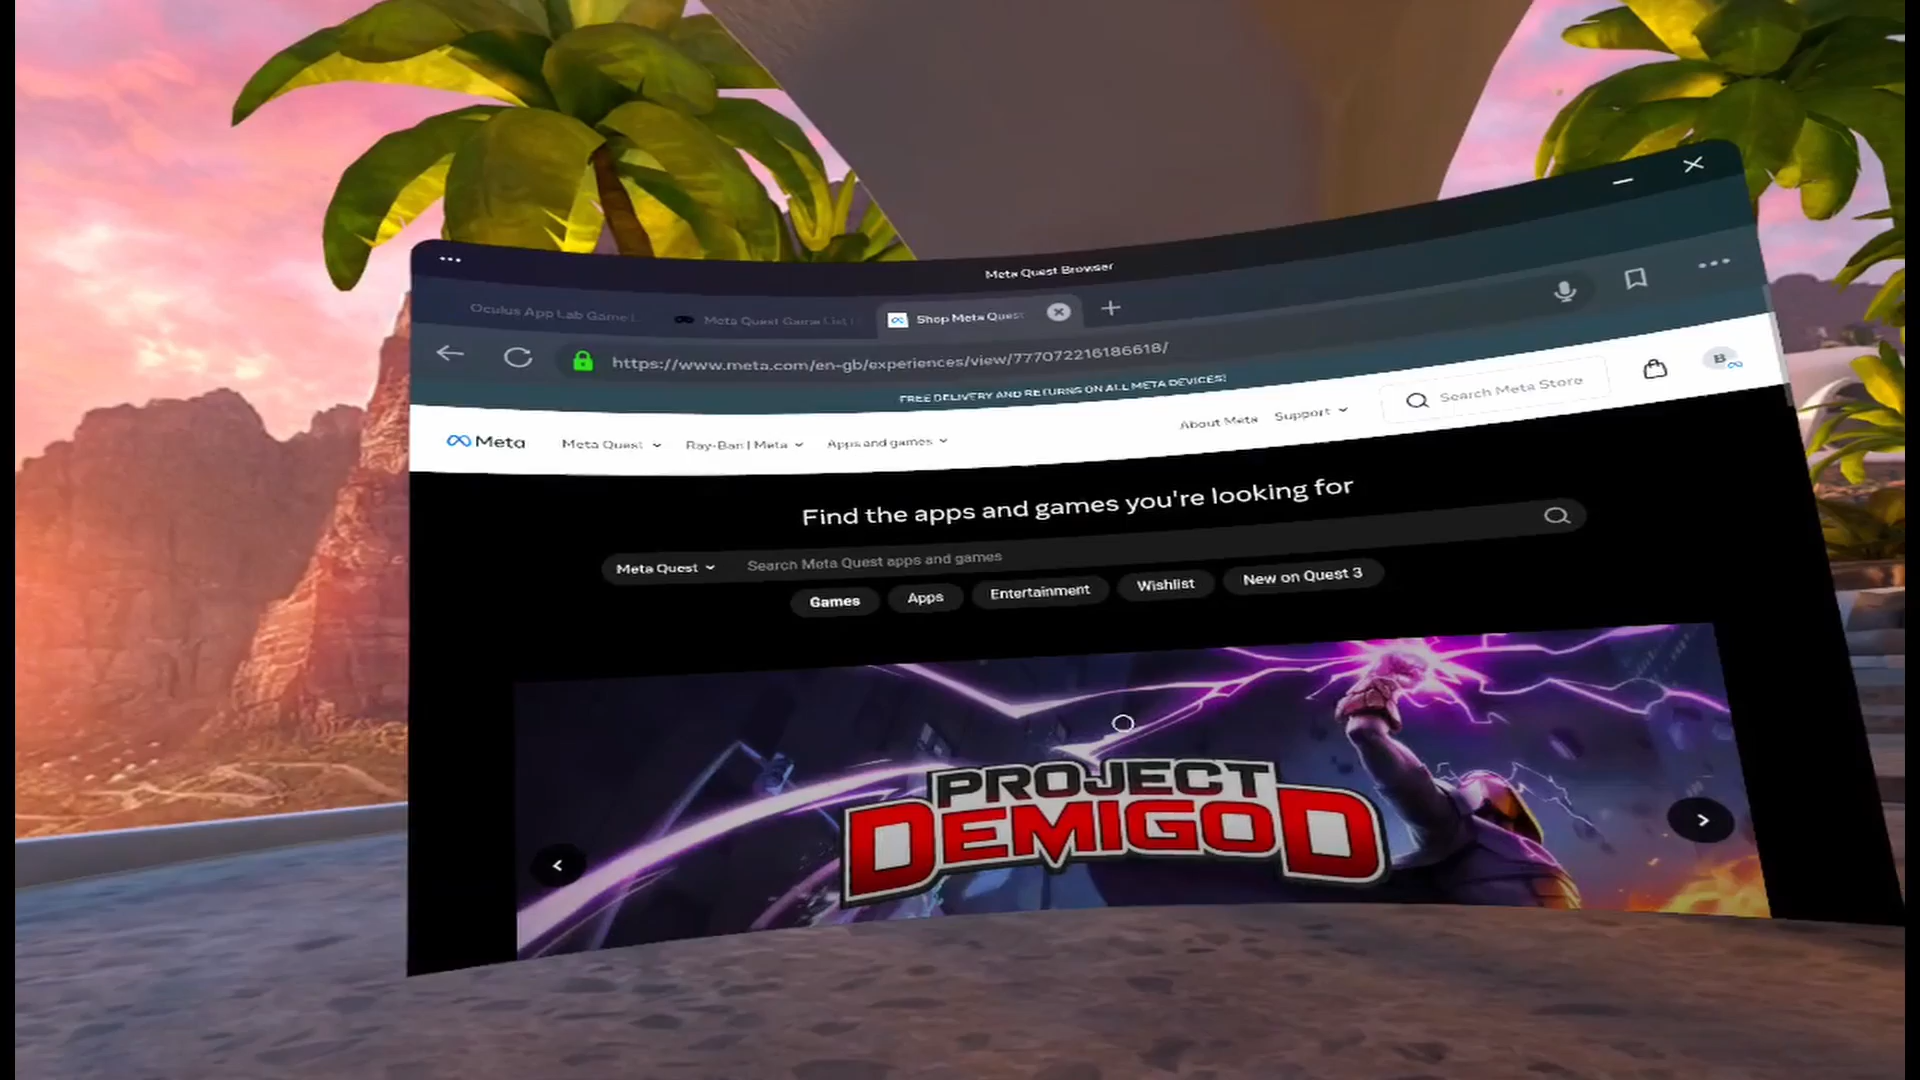 Meta Quest Browser
Oculus App Lab Game L
Meta Quest Game List |
Shop Meta Quest
https://www.meta.com/en-gb/experiences/view/777072216186618/
FREE DELIVERY AND RETURNS ON ALL META DEVICES!
Meta
Meta Quest
Ray-Ban | Meta
Apps and games
About Meta
Support
Search Meta Store
B
Find the apps and games you're looking for
Meta Quest
Search Meta Quest apps and games
Games
Apps
Entertainment
Wishlist
New on Quest 3
PROJECT
DEMIGOD